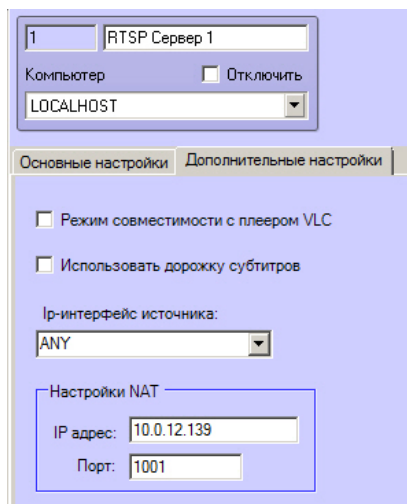 1 RTSP Сервер 1
Компьютер Отключить
LOCALHOST
Основные настройки Дополнительные настройки
Режим совместимости с плеером VLC
Использовать дорожку субтитров
Ip-интерфейс источника:
ANY
Настройки NAT
IP адрес: 10.0.12.139
Порт: 1001